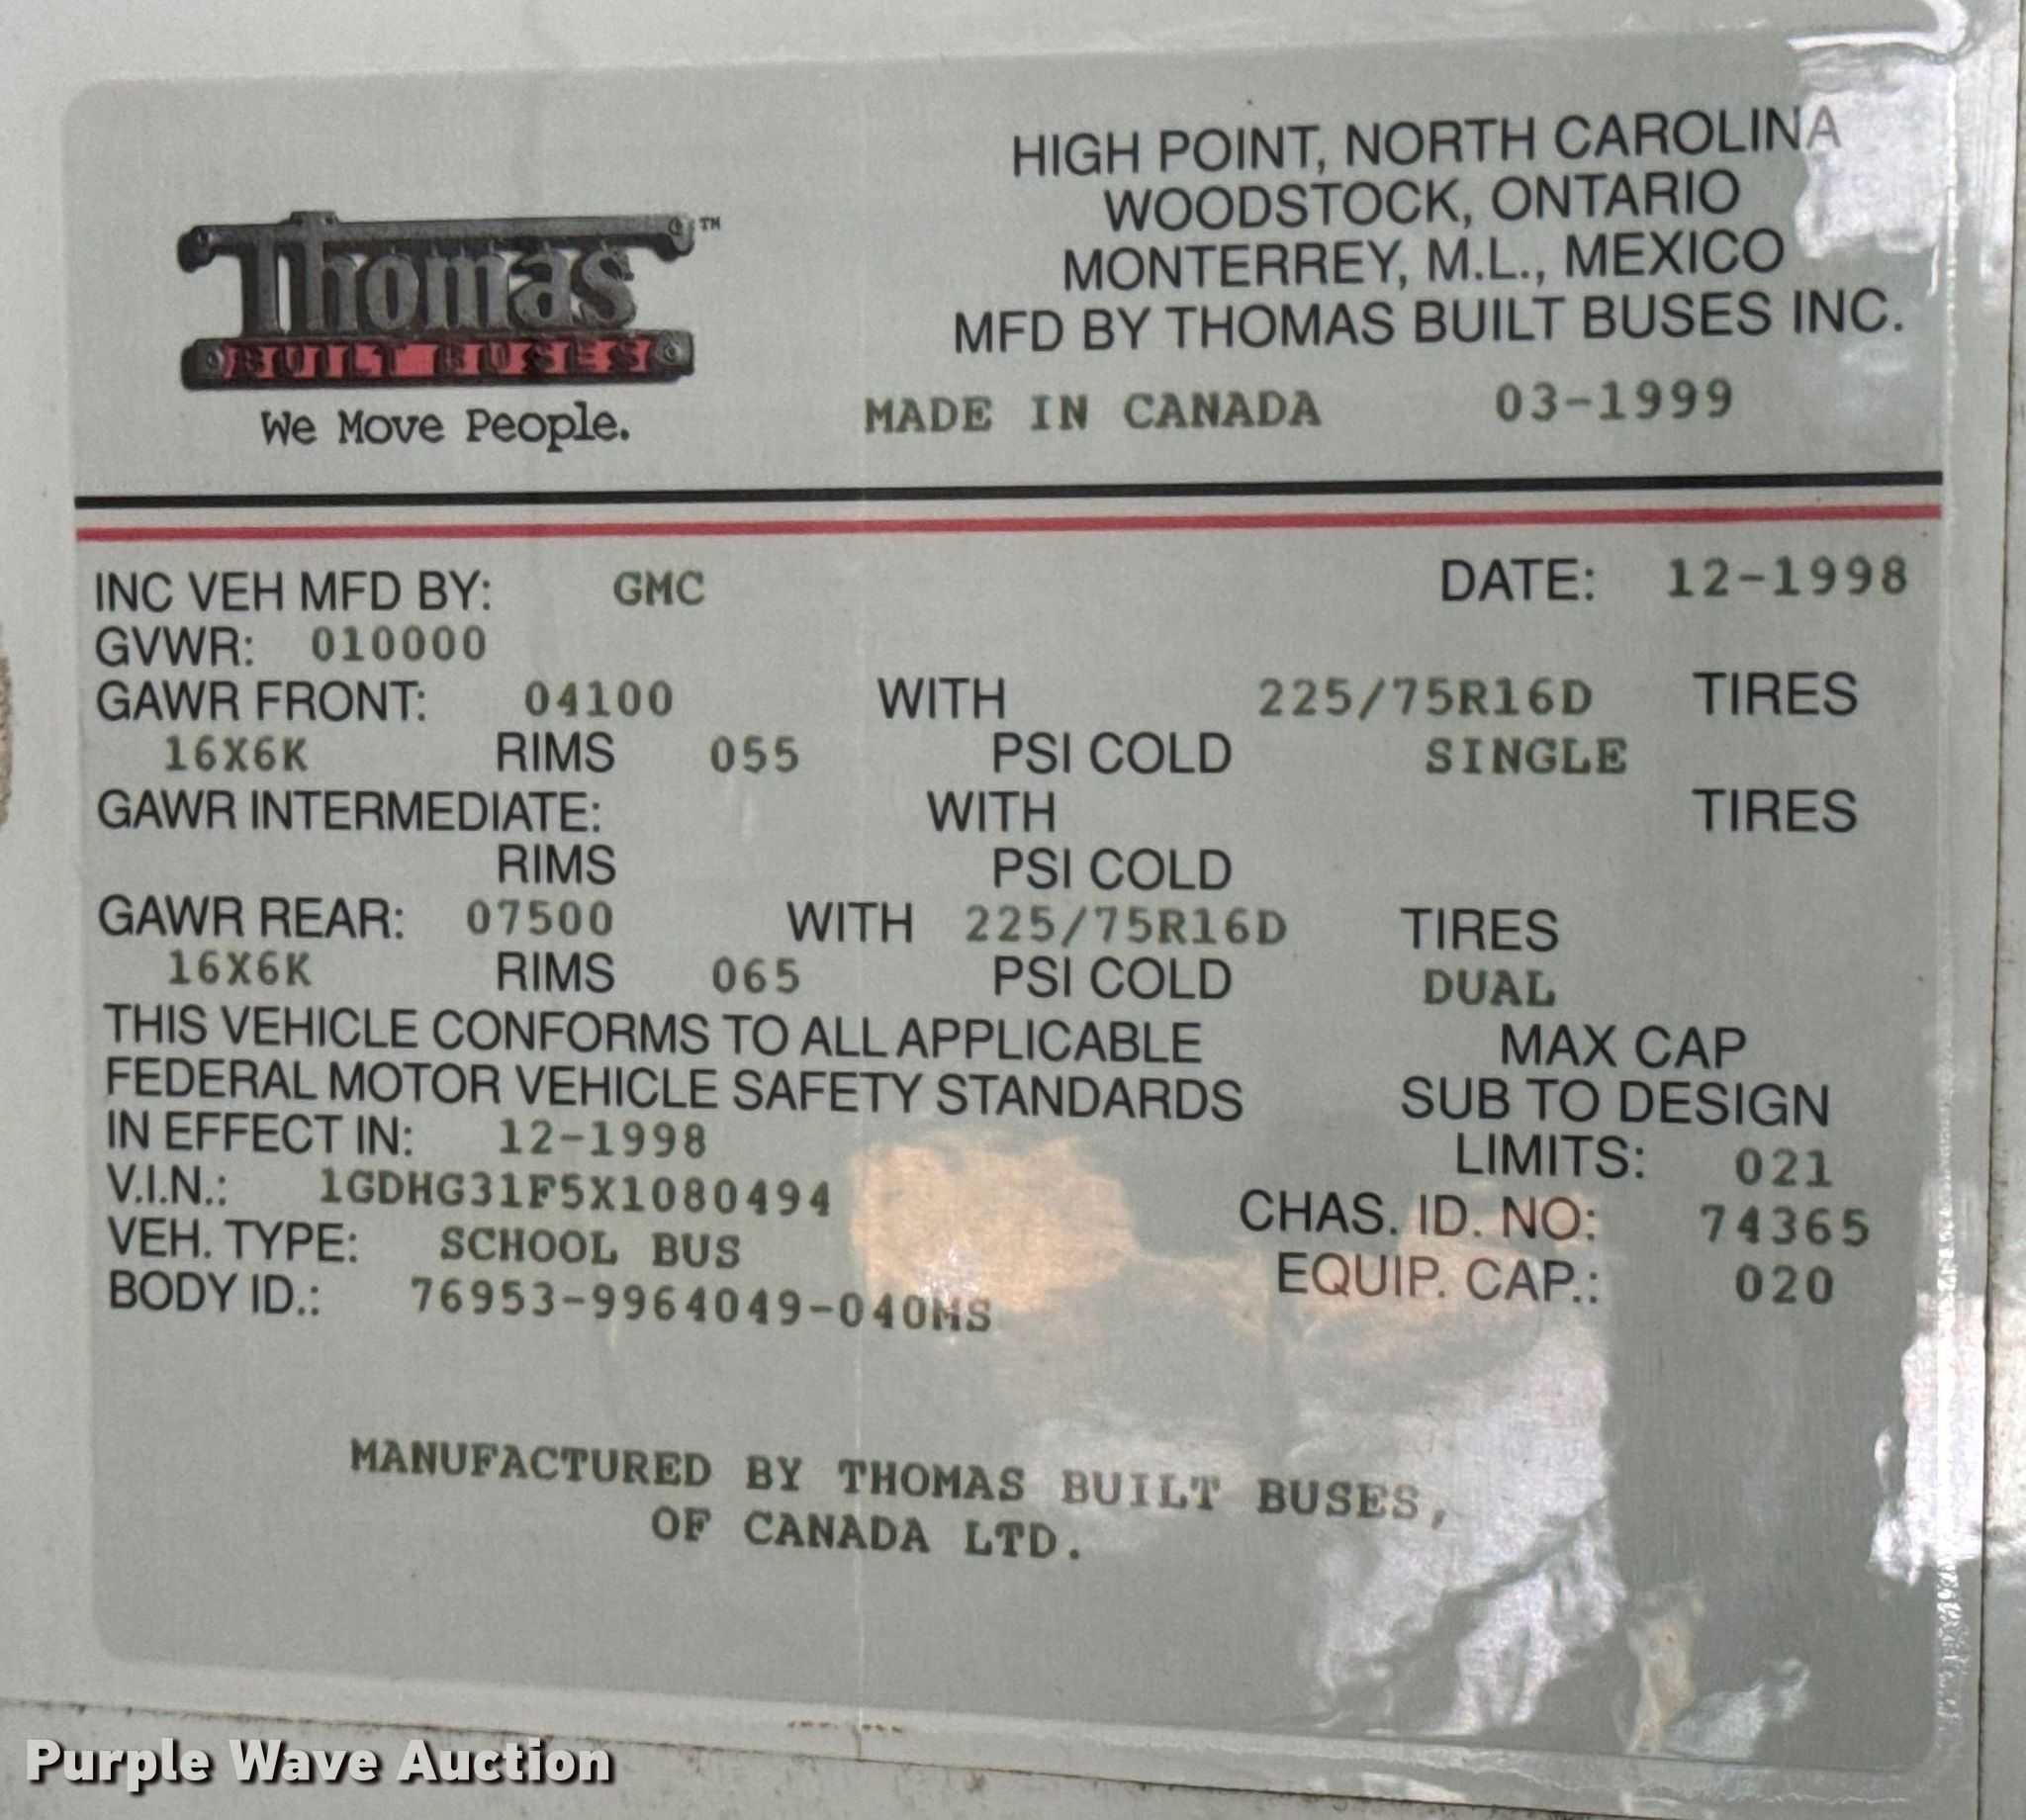 HIGH POINT, NORTH CAROLINA
WOODSTOCK, ONTARIO
MONTERREY, M.L., MEXICO
MFD BY THOMAS BUILT BUSES INC.
Thomas ™
BUILT BUSES
We Move People.
MADE IN CANADA 03-1999
INC VEH MFD BY: GMC DATE: 12-1998
GVWR: 010000
GAWR FRONT: 04100 WITH 225/75R16D TIRES
16X6K RIMS 055 PSI COLD SINGLE
GAWR INTERMEDIATE: WITH TIRES
RIMS PSI COLD
GAWR REAR: 07500 WITH 225/75R16D TIRES
16X6K RIMS 065 PSI COLD DUAL
THIS VEHICLE CONFORMS TO ALL APPLICABLE MAX CAP
FEDERAL MOTOR VEHICLE SAFETY STANDARDS SUB TO DESIGN
IN EFFECT IN: 12-1998 LIMITS: 021
V.I.N.: 1GDHG31F5X1080494 CHAS. ID. NO: 74365
VEH. TYPE: SCHOOL BUS EQUIP. CAP.: 020
BODY ID.: 76953-9964049-040MS
MANUFACTURED BY THOMAS BUILT BUSES,
OF CANADA LTD.
Purple Wave Auction